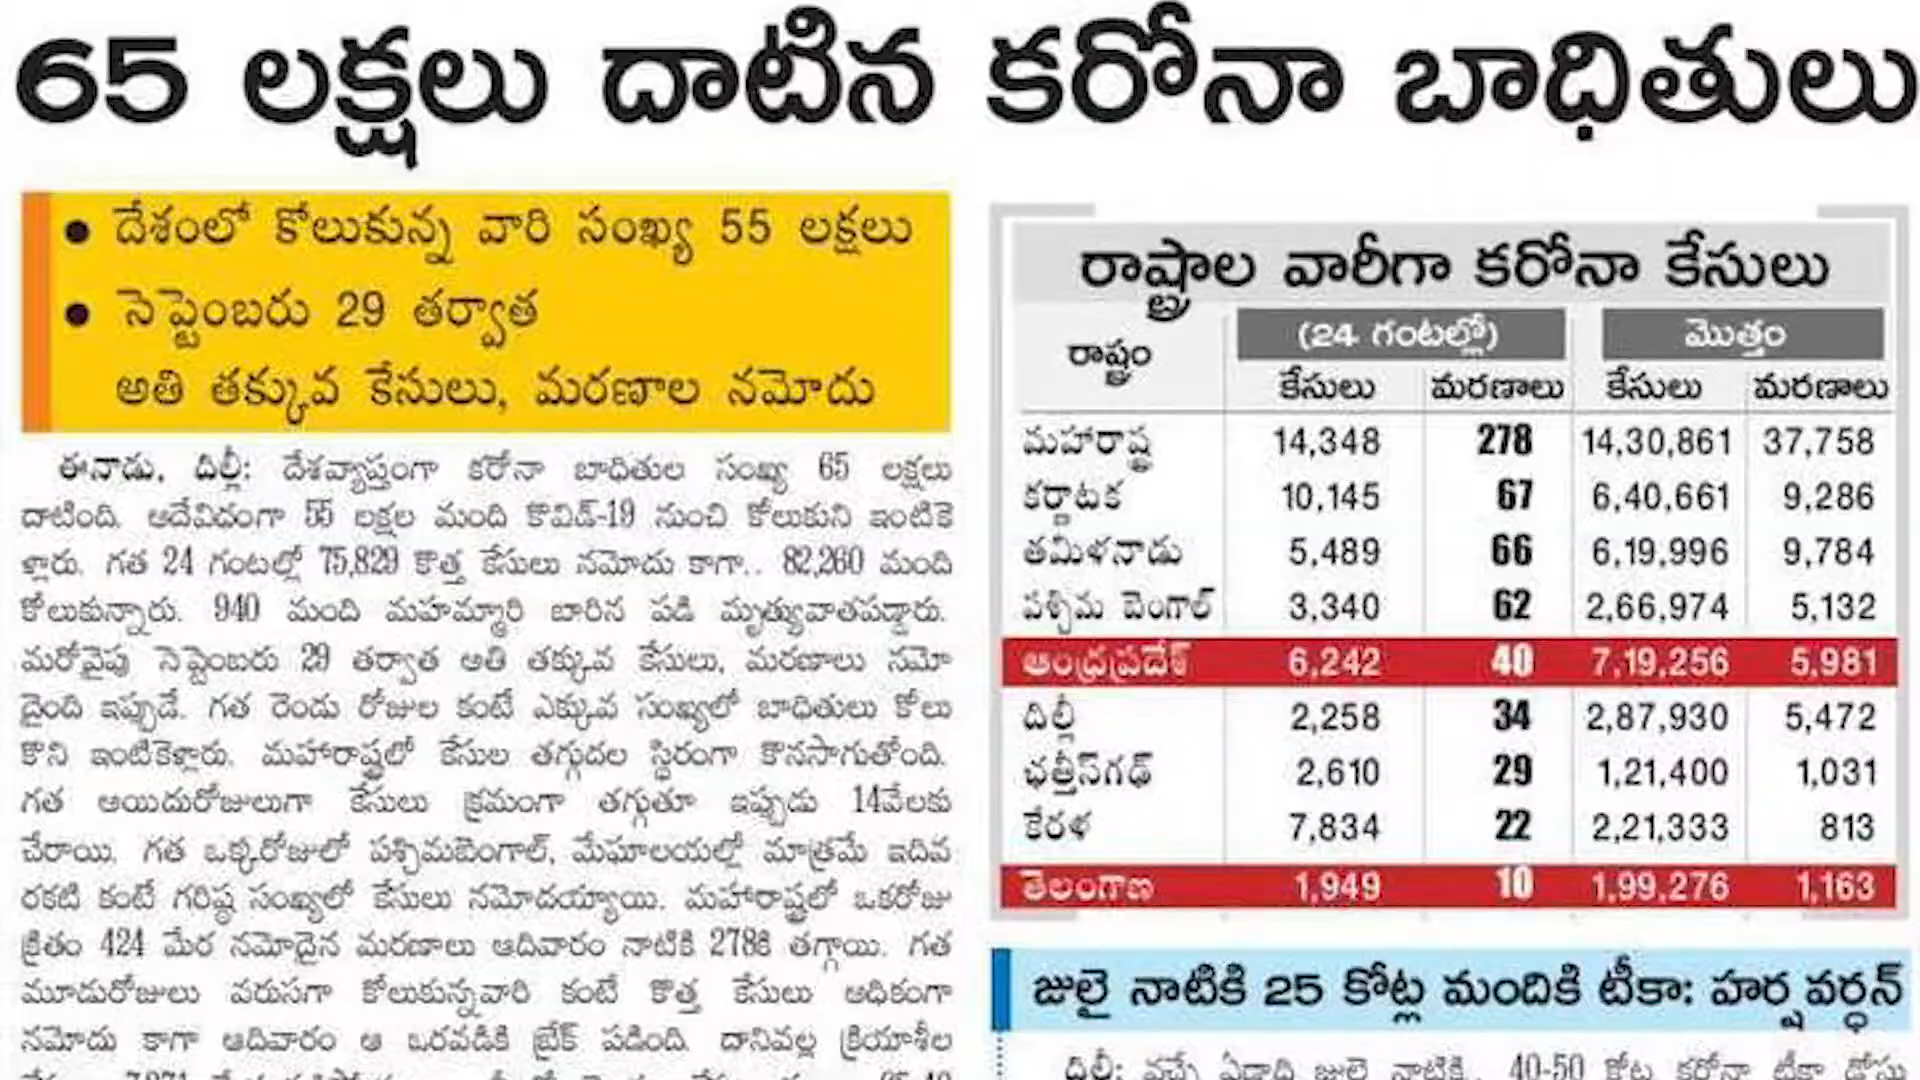 65 లక్షలు దాటిన కరోనా బాధితులు
• దేశంలో కోలుకున్న వారి సంఖ్య 55 లక్షలు
• సెప్టెంబరు 29 తర్వాత
అతి తక్కువ కేసులు, మరణాల నమోదు
ఈనాడు, దిల్లీ: దేశవ్యాప్తంగా కరోనా బాధితుల సంఖ్య 65 లక్షలు
దాటింది. అదేవిదంగా 55 లక్షల మంది కొవిడ్-19 నుంచి కోలుకుని ఇంటికె
ళ్లారు. గత 24 గంటల్లో 75,829 కొత్త కేసులు నమోదు కాగా.. 82,260 మంది
కోలుకున్నారు. 940 మంది మహమ్మారి బారిన పడి మృత్యువాతపడ్డారు.
మరోవైపు సెప్టెంబరు 29 తర్వాత అతి తక్కువ కేసులు, మరణాలు నమో
దైంది ఇప్పుడే. గత రెండు రోజుల కంటే ఎక్కువ సంఖ్యలో బాధితులు కోలు
కొని ఇంటికెళ్లారు. మహారాష్ట్రలో కేసుల తగ్గుదల స్థిరంగా కొనసాగుతోంది.
గత అయిదురోజులుగా కేసులు క్రమంగా తగ్గుతూ ఇప్పుడు 14వేలకు
చేరాయి. గత ఒక్కరోజులో పశ్చిమబెంగాల్, మేఘాలయల్లో మాత్రమే ఇదివ
రకటి కంటే గరిష్ఠ సంఖ్యలో కేసులు నమోదయ్యాయి. మహారాష్ట్రలో ఒకరోజు
క్రితం 424 మేర నమోదైన మరణాలు ఆదివారం నాటికి 278కి తగ్గాయి. గత
మూడురోజులు వరుసగా కోలుకున్నవారి కంటే కొత్త కేసులు అధికంగా
నమోదు కాగా ఆదివారం ఆ ఒరవడికి బ్రేక్ పడింది. దానివల్ల క్రియాశీల
రాష్ట్రాల వారీగా కరోనా కేసులు
రాష్ట్రం (24 గంటల్లో) మొత్తం
కేసులు మరణాలు కేసులు మరణాలు
మహారాష్ట్ర 14,348 278 14,30,861 37,758
కర్ణాటక 10,145 67 6,40,661 9,286
తమిళనాడు 5,489 66 6,19,996 9,784
పశ్చిమ బెంగాల్ 3,340 62 2,66,974 5,132
ఆంధ్రప్రదేశ్ 6,242 40 7,19,256 5,981
దిల్లీ 2,258 34 2,87,930 5,472
ఛత్తీస్‌గఢ్ 2,610 29 1,21,400 1,031
కేరళ 7,834 22 2,21,333 813
తెలంగాణ 1,949 10 1,99,276 1,163
జులై నాటికి 25 కోట్ల మందికి టీకా: హర్షవర్ధన్
దిల్లీ: వచ్చే ఏడాది జులై నాటికి.. 40-50 కోట్ల కరోనా టీకా డోసు